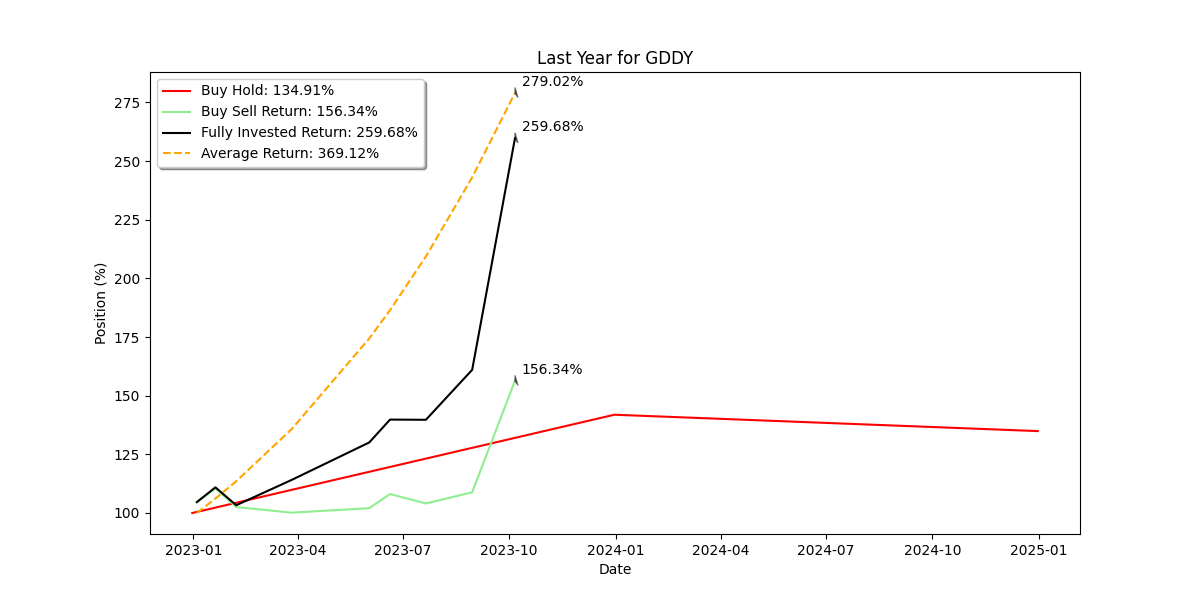 Last Year for GDDY
Buy Hold: 134.91%
Buy Sell Return: 156.34%
Fully Invested Return: 259.68%
Average Return: 369.12%
279.02%
259.68%
156.34%
Position (%)
275
250
225
200
175
150
125
100
2023-01 2023-04 2023-07 2023-10 2024-01 2024-04 2024-07 2024-10 2025-01
Date